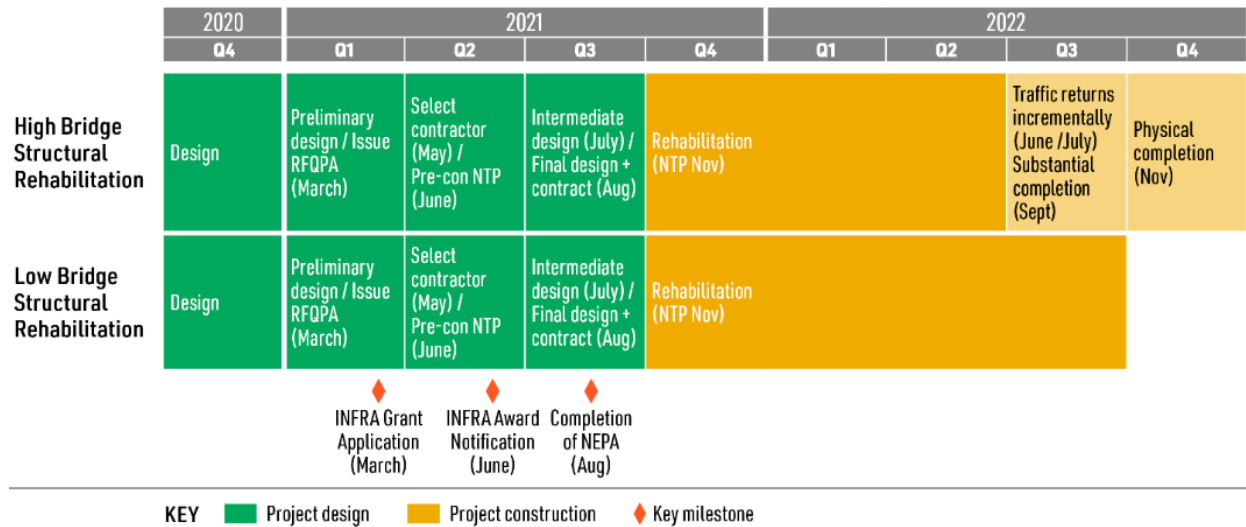 2020 2021 2022
Q4 Q1 Q2 Q3 Q4 Q1 Q2 Q3 Q4
High Bridge
Structural
Rehabilitation
Design
Preliminary
design / Issue
RFQPA
(March)
Select
contractor
(May) /
Pre-con NTP
(June)
Intermediate
design (July) /
Final design +
contract (Aug)
Rehabilitation
(NTP Nov)
Traffic returns
incrementally
(June /July)
Substantial
completion
(Sept)
Physical
completion
(Nov)
Low Bridge
Structural
Rehabilitation
Design
Preliminary
design / Issue
RFQPA
(March)
Select
contractor
(May) /
Pre-con NTP
(June)
Intermediate
design (July) /
Final design +
contract (Aug)
Rehabilitation
(NTP Nov)
INFRA Grant
Application
(March)
INFRA Award
Notification
(June)
Completion
of NEPA
(Aug)
KEY Project design Project construction Key milestone